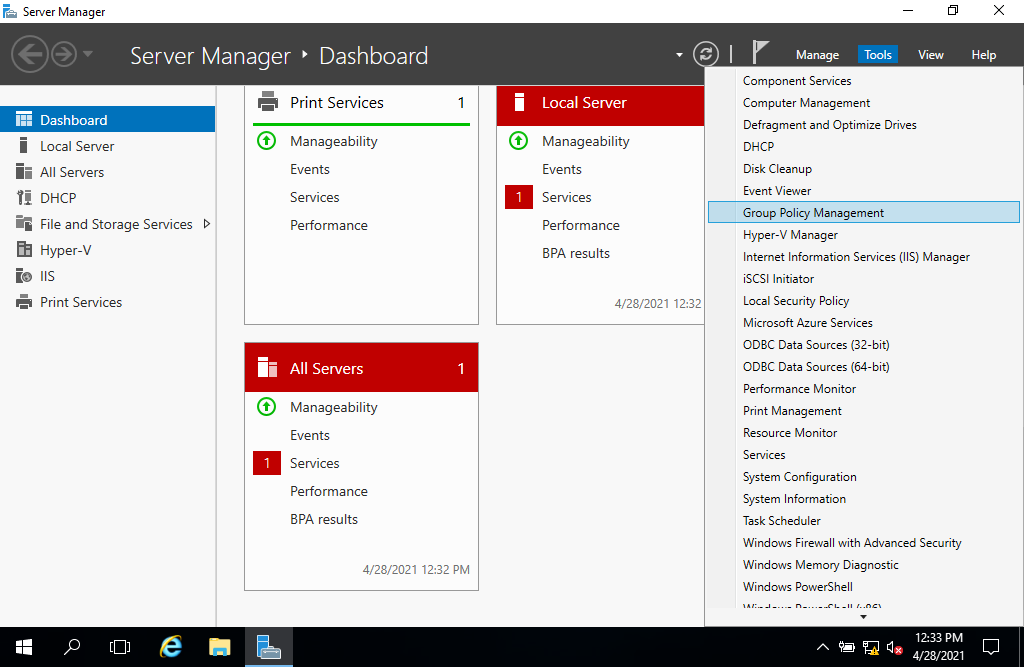 Server Manager
Server Manager ‣ Dashboard
Manage Tools View Help
Dashboard
Local Server
All Servers
DHCP
File and Storage Services
Hyper-V
IIS
Print Services
Print Services 1
Manageability
Events
Services
Performance
Local Server
Manageability
Events
1 Services
Performance
BPA results
4/28/2021 12:32
All Servers 1
Manageability
Events
1 Services
Performance
BPA results
4/28/2021 12:32 PM
Component Services
Computer Management
Defragment and Optimize Drives
DHCP
Disk Cleanup
Event Viewer
Group Policy Management
Hyper-V Manager
Internet Information Services (IIS) Manager
iSCSI Initiator
Local Security Policy
Microsoft Azure Services
ODBC Data Sources (32-bit)
ODBC Data Sources (64-bit)
Performance Monitor
Print Management
Resource Monitor
Services
System Configuration
System Information
Task Scheduler
Windows Firewall with Advanced Security
Windows Memory Diagnostic
Windows PowerShell
Windows PowerShell (x86)
12:33 PM
4/28/2021